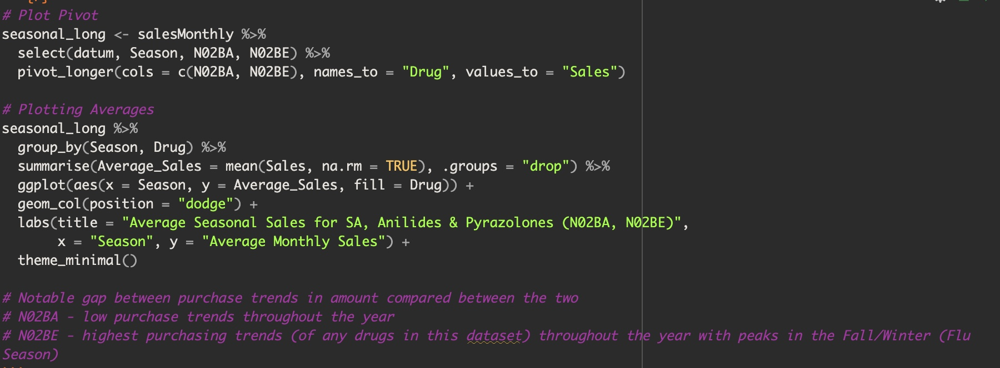 # Plot Pivot
seasonal_long <- salesMonthly %>%
  select(datum, Season, N02BA, N02BE) %>%
  pivot_longer(cols = c(N02BA, N02BE), names_to = "Drug", values_to = "Sales")

# Plotting Averages
seasonal_long %>%
  group_by(Season, Drug) %>%
  summarise(Average_Sales = mean(Sales, na.rm = TRUE), .groups = "drop") %>%
  ggplot(aes(x = Season, y = Average_Sales, fill = Drug)) +
  geom_col(position = "dodge") +
  labs(title = "Average Seasonal Sales for SA, Anilides & Pyrazolones (N02BA, N02BE)",
       x = "Season", y = "Average Monthly Sales") +
  theme_minimal()

# Notable gap between purchase trends in amount compared between the two
# N02BA - low purchase trends throughout the year
# N02BE - highest purchasing trends (of any drugs in this dataset) throughout the year with peaks in the Fall/Winter (Flu
Season)